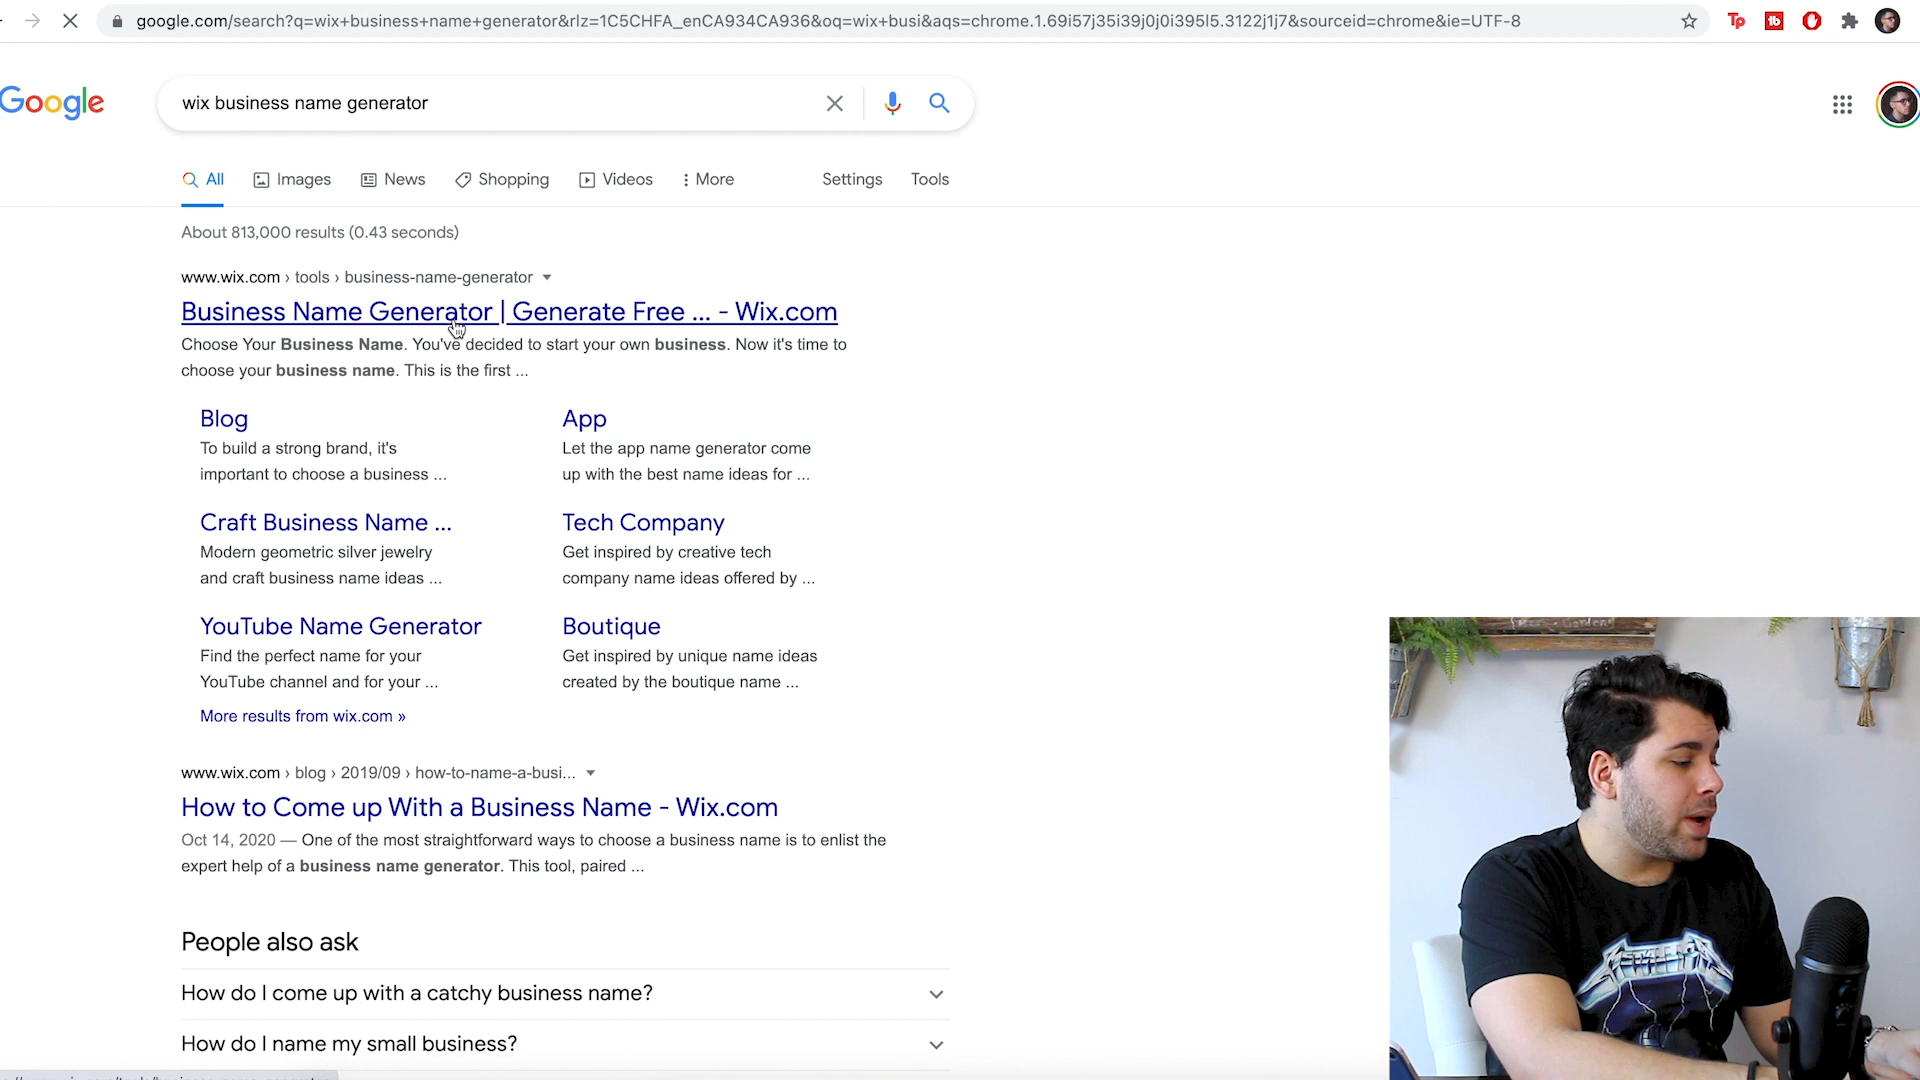 google.com/search?q=wix+business+name+generator&rlz=1C5CHFA_enCA934CA936&oq=wix+busi&aqs=chrome.1.69i57j35i39j0j0i395l5.3122j1j7&sourceid=chrome&ie=UTF-8
Google
wix business name generator
All Images News Shopping Videos More Settings Tools
About 813,000 results (0.43 seconds)
www.wix.com › tools › business-name-generator
Business Name Generator | Generate Free ... - Wix.com
Choose Your Business Name. You've decided to start your own business. Now it's time to
choose your business name. This is the first ...
Blog
To build a strong brand, it's
important to choose a business ...
App
Let the app name generator come
up with the best name ideas for ...
Craft Business Name ...
Modern geometric silver jewelry
and craft business name ideas ...
Tech Company
Get inspired by creative tech
company name ideas offered by ...
YouTube Name Generator
Find the perfect name for your
YouTube channel and for your ...
Boutique
Get inspired by unique name ideas
created by the boutique name ...
More results from wix.com »
www.wix.com › blog › 2019/09 › how-to-name-a-busi...
How to Come up With a Business Name - Wix.com
Oct 14, 2020 — One of the most straightforward ways to choose a business name is to enlist the
expert help of a business name generator. This tool, paired ...
People also ask
How do I come up with a catchy business name?
How do I name my small business?
METALLICA